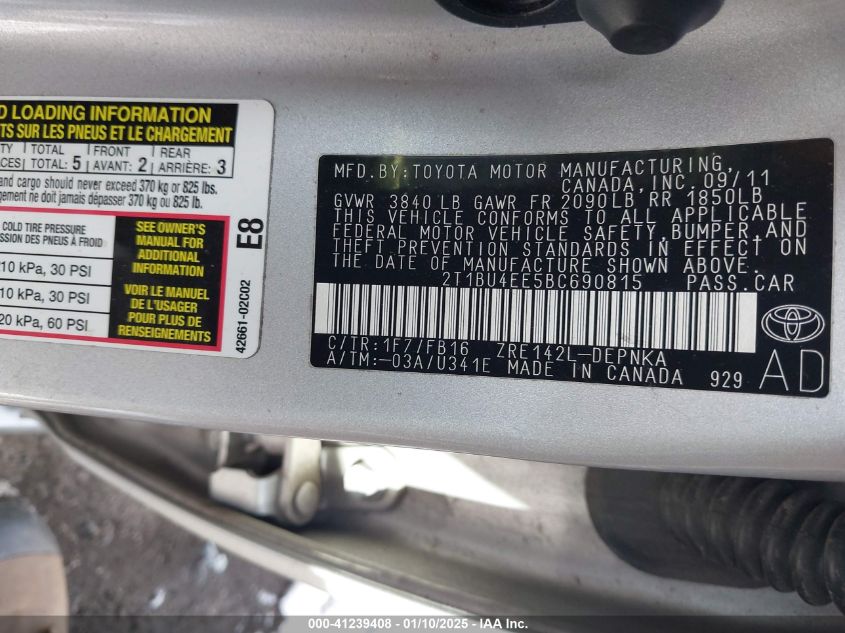 D LOADING INFORMATION
TS SUR LES PNEUS ET LE CHARGEMENT
TY TOTAL FRONT REAR
CES TOTAL: 5 AVANT: 2 ARRIÈRE: 3
and cargo should never exceed 370 kg or 825 lbs.
gement ne doit jamais dépasser 370 kg ou 825 lb.
COLD TIRE PRESSURE
SSION DES PNEUS À FROID
10 kPa, 30 PSI
10 kPa, 30 PSI
20 kPa, 60 PSI
SEE OWNER'S
MANUAL FOR
ADDITIONAL
INFORMATION
VOIR LE MANUEL
DE L'USAGER
POUR PLUS DE
RENSEIGNEMENTS
E8
42661-02C02
MFD. BY: TOYOTA MOTOR MANUFACTURING,
CANADA, INC. 09/11
GVWR 3840 LB GAWR FR 2090 LB, RR 1850 LB
THIS VEHICLE CONFORMS TO ALL APPLICABLE
FEDERAL MOTOR VEHICLE SAFETY, BUMPER, AND
THEFT PREVENTION STANDARDS IN EFFECT ON
THE DATE OF MANUFACTURE SHOWN ABOVE.
2T1BU4EE5BC690815 PASS. CAR
C/TR: 1F7/FB16 ZRE142L-DEPNKA
A/TM: -03A/U341E MADE IN CANADA 929
AD
000-41239408 - 01/10/2025 - IAA Inc.